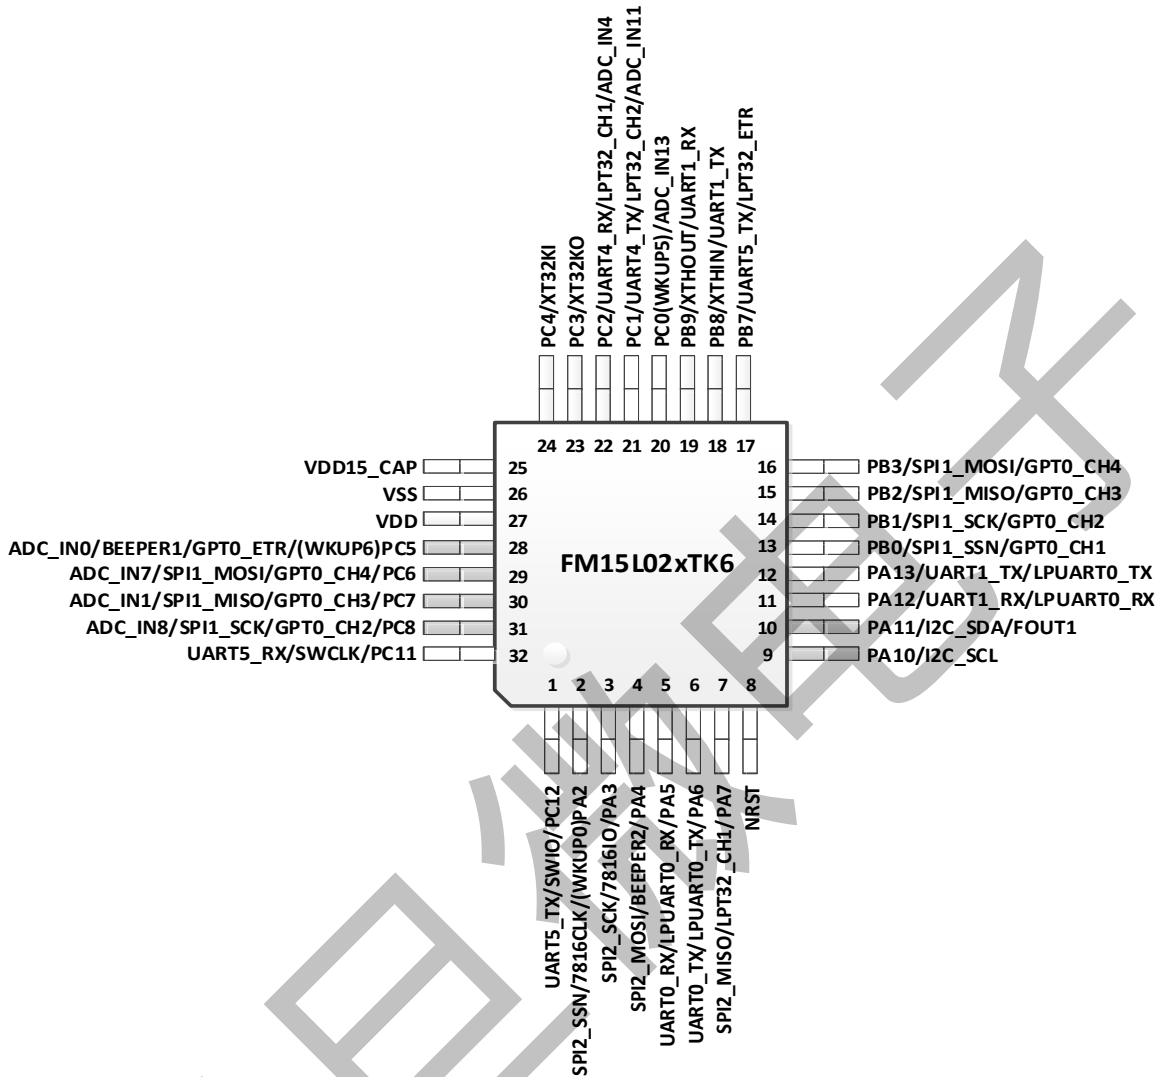 PC4/XT32KI
PC3/XT32KO
PC2/UART4_RX/LPT32_CH1/ADC_IN4
PC1/UART4_TX/LPT32_CH2/ADC_IN11
PC0(WKUP5)/ADC_IN13
PB9/XTHOUT/UART1_RX
PB8/XTHIN/UART1_TX
PB7/UART5_TX/LPT32_ETR
24 23 22 21 20 19 18 17
VDD15_CAP 25
VSS 26
VDD 27
ADC_IN0/BEEPER1/GPT0_ETR/(WKUP6)PC5 28
ADC_IN7/SPI1_MOSI/GPT0_CH4/PC6 29
ADC_IN1/SPI1_MISO/GPT0_CH3/PC7 30
ADC_IN8/SPI1_SCK/GPT0_CH2/PC8 31
UART5_RX/SWCLK/PC11 32
FM15L02xTK6
16 PB3/SPI1_MOSI/GPT0_CH4
15 PB2/SPI1_MISO/GPT0_CH3
14 PB1/SPI1_SCK/GPT0_CH2
13 PB0/SPI1_SSN/GPT0_CH1
12 PA13/UART1_TX/LPUART0_TX
11 PA12/UART1_RX/LPUART0_RX
10 PA11/I2C_SDA/FOUT1
9 PA10/I2C_SCL
1 2 3 4 5 6 7 8
UART5_TX/SWIO/PC12
SPI2_SSN/7816CLK/(WKUP0)PA2
SPI2_SCK/7816IO/PA3
SPI2_MOSI/BEEPER2/PA4
UART0_RX/LPUART0_RX/PA5
UART0_TX/LPUART0_TX/PA6
SPI2_MISO/LPT32_CH1/PA7
NRST
旦微电子